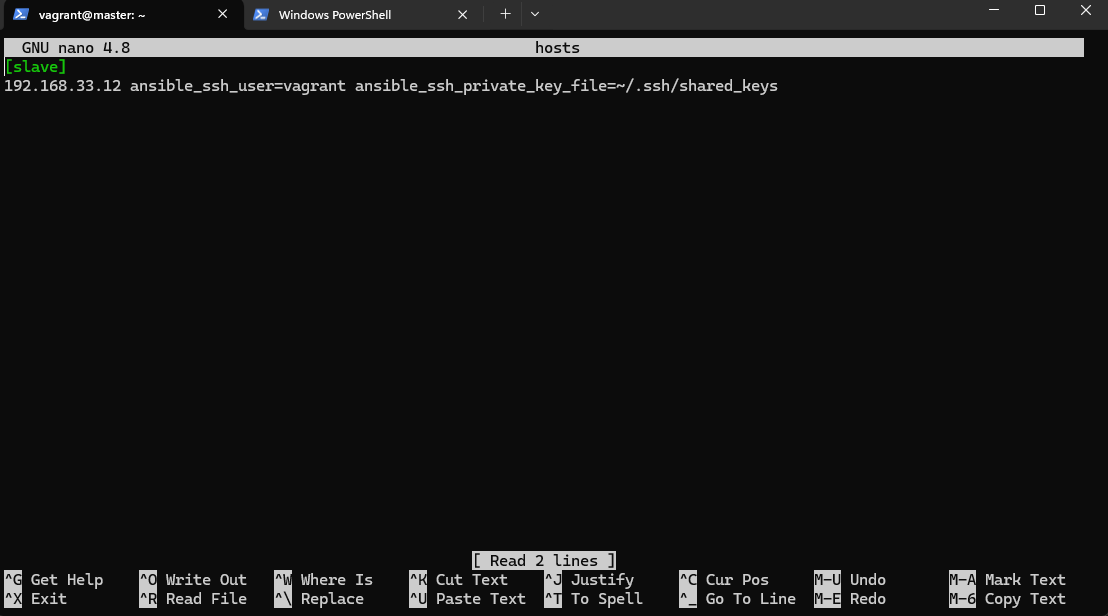 vagrant@master: ~
Windows PowerShell
GNU nano 4.8 hosts
[slave]
192.168.33.12 ansible_ssh_user=vagrant ansible_ssh_private_key_file=~/.ssh/shared_keys
[ Read 2 lines ]
^G Get Help ^O Write Out ^W Where Is ^K Cut Text ^J Justify ^C Cur Pos M-U Undo M-A Mark Text
^X Exit ^R Read File ^\ Replace ^U Paste Text ^T To Spell ^_ Go To Line M-E Redo M-6 Copy Text